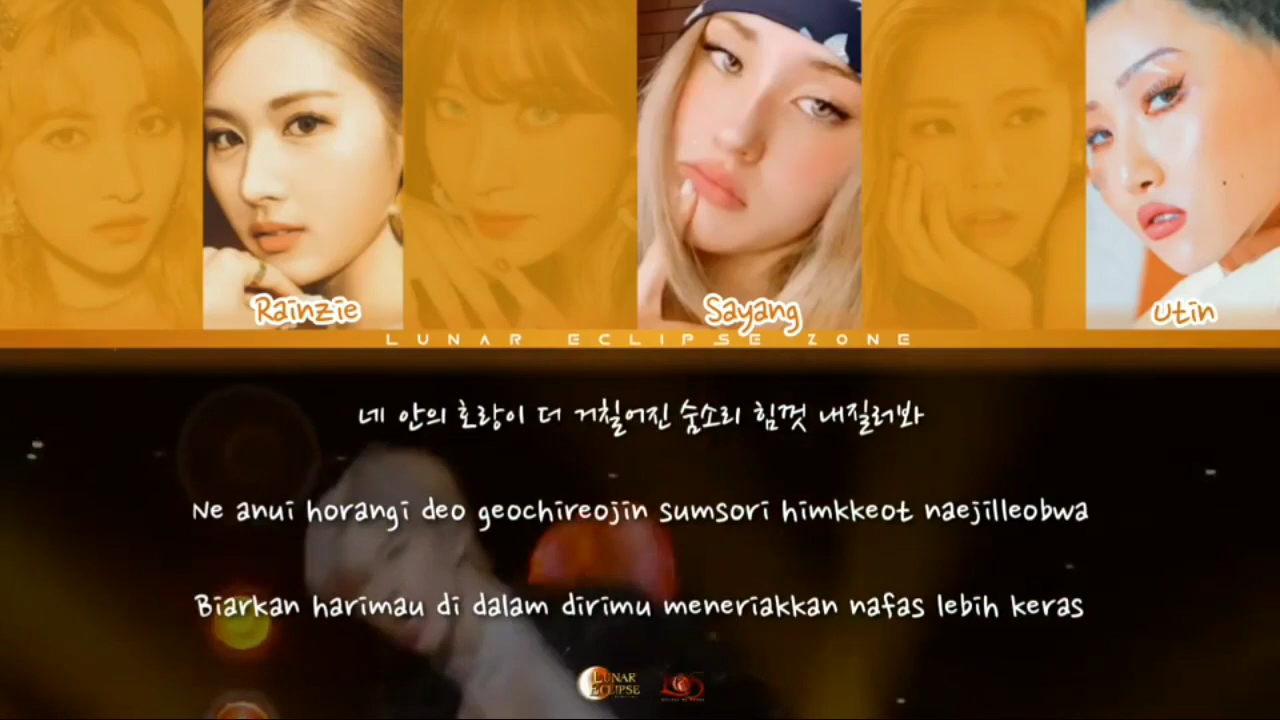 Rainzie
Sayang
Utin
LUNAR ECLIPSE ZONE
네 안의 호랑이 더 거칠어진 숨소리 힘껏 내질러봐
Ne anui horangi deo geochireojin sumsori himkkeot naejilleobwa
Biarkan harimau di dalam dirimu meneriakkan nafas lebih keras
LUNAR
ECLIPSE